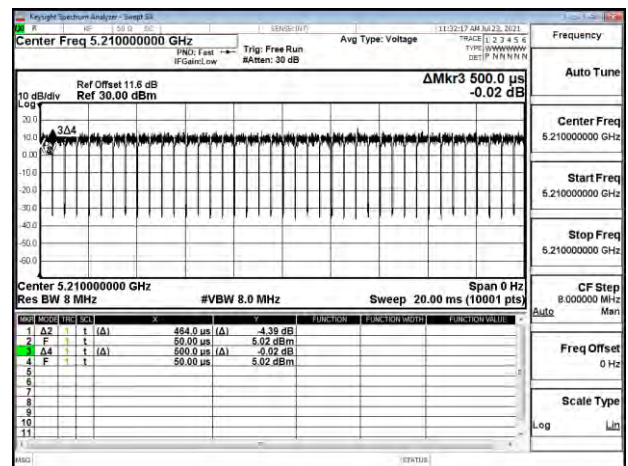 Keysight Spectrum Analyzer - Swept SA
RF 50 Ω DC SENSE:INT 11:32:17 AM Jul 23, 2021
Center Freq 5.210000000 GHz
PNO: Fast
IFGain:Low
Trig: Free Run
#Atten: 30 dB
Avg Type: Voltage
TRACE 1 2 3 4 5 6
TYPE WWWWWW
DET P N N N N N
Ref Offset 11.6 dB
Ref 30.00 dBm
10 dB/div
Log
ΔMkr3 500.0 µs
-0.02 dB
20.0
10.0
0.00
-10.0
-20.0
-30.0
-40.0
-50.0
-60.0
3Δ4
Center 5.210000000 GHz
Res BW 8 MHz
#VBW 8.0 MHz
Span 0 Hz
Sweep 20.00 ms (10001 pts)
MKR MODE TRC SCL X Y FUNCTION FUNCTION WIDTH FUNCTION VALUE
1 Δ2 1 t (Δ) 464.0 µs (Δ) -4.39 dB
2 F 1 t 50.00 µs 5.02 dBm
3 Δ4 1 t (Δ) 500.0 µs (Δ) -0.02 dB
4 F 1 t 50.00 µs 5.02 dBm
5
6
7
8
9
10
11
MSG STATUS
Frequency
Auto Tune
Center Freq
5.210000000 GHz
Start Freq
5.210000000 GHz
Stop Freq
5.210000000 GHz
CF Step
8.000000 MHz
Auto Man
Freq Offset
0 Hz
Scale Type
Log Lin